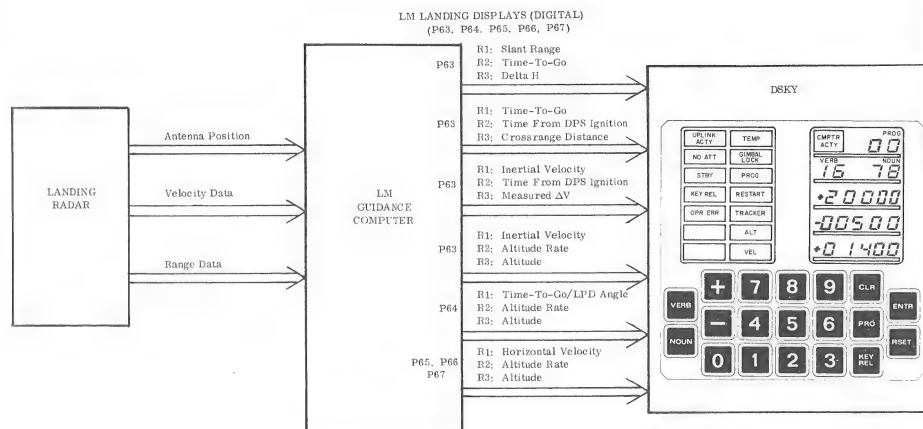 LM LANDING DISPLAYS (DIGITAL)
(P63, P64, P65, P66, P67)
LANDING
RADAR
Antenna Position
Velocity Data
Range Data
LM
GUIDANCE
COMPUTER
P63
R1: Slant Range
R2: Time-To-Go
R3: Delta H
P63
R1: Time-To-Go
R2: Time From DPS Ignition
R3: Crossrange Distance
P63
R1: Inertial Velocity
R2: Time From DPS Ignition
R3: Measured ΔV
P63
R1: Inertial Velocity
R2: Altitude Rate
R3: Altitude
P64
R1: Time-To-Go/LPD Angle
R2: Altitude Rate
R3: Altitude
P65, P66
P67
R1: Horizontal Velocity
R2: Altitude Rate
R3: Altitude
DSKY
UPLINK ACTY
TEMP
NO ATT
GIMBAL LOCK
STBY
PROG
KEY REL
RESTART
OPR ERR
TRACKER
ALT
VEL
CMPTR ACTY
PROG
00
VERB NOUN
16 78
+20000
-00500
+01400
VERB
NOUN
+ 7 8 9 CLR
- 4 5 6 PRO
0 1 2 3 KEY REL
ENTR
RSET